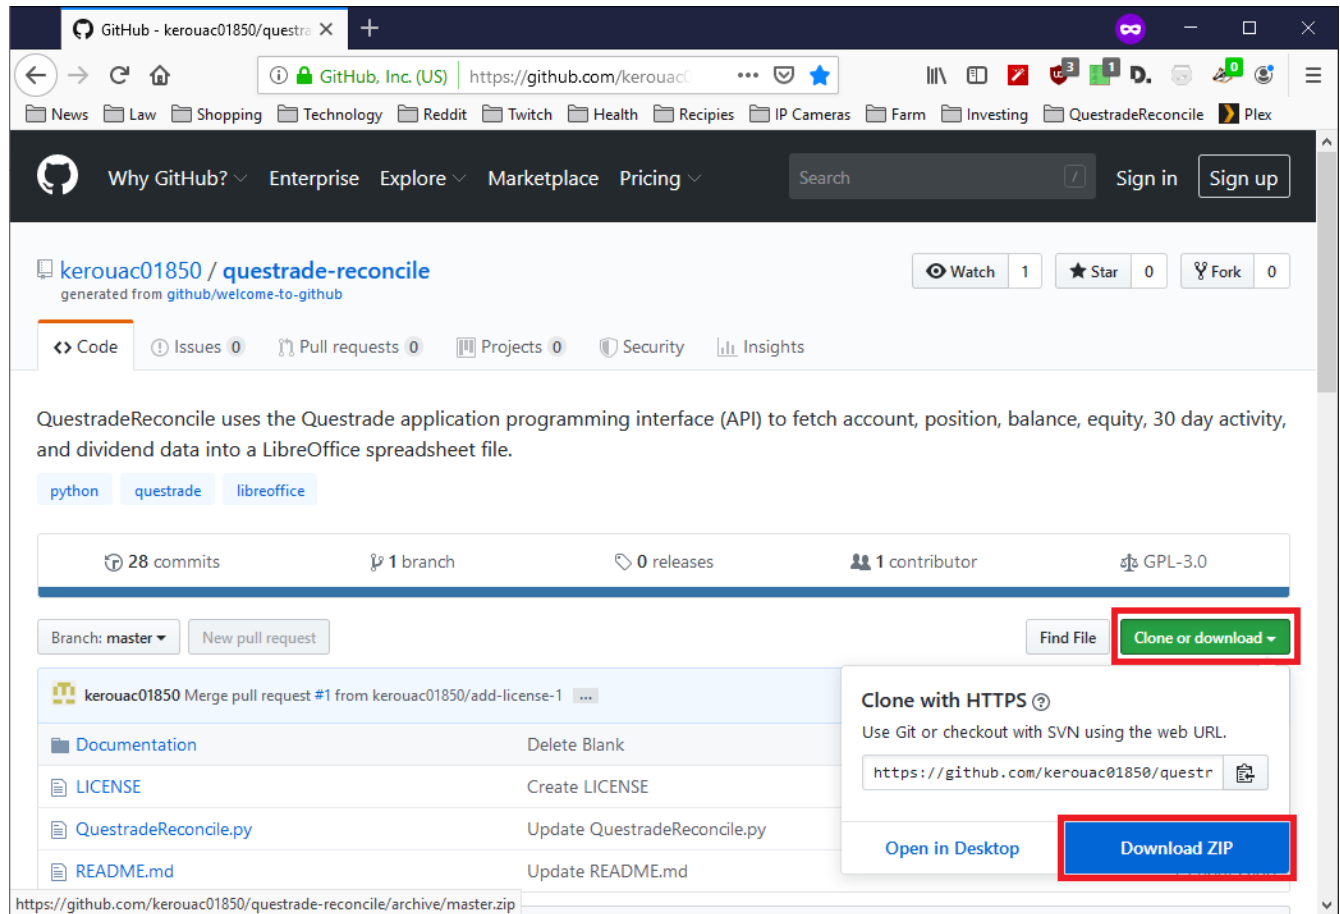 GitHub - kerouac01850/questra
GitHub, Inc. (US) https://github.com/kerouac0
3 1 D. 0
News Law Shopping Technology Reddit Twitch Health Recipies IP Cameras Farm Investing QuestradeReconcile Plex
Why GitHub? Enterprise Explore Marketplace Pricing Search / Sign in Sign up
kerouac01850 / questrade-reconcile Watch 1 Star 0 Fork 0
generated from github/welcome-to-github
Code Issues 0 Pull requests 0 Projects 0 Security Insights
QuestradeReconcile uses the Questrade application programming interface (API) to fetch account, position, balance, equity, 30 day activity,
and dividend data into a LibreOffice spreadsheet file.
python questrade libreoffice
28 commits 1 branch 0 releases 1 contributor GPL-3.0
Branch: master New pull request Find File Clone or download
kerouac01850 Merge pull request #1 from kerouac01850/add-license-1 ...
Clone with HTTPS ?
Use Git or checkout with SVN using the web URL.
https://github.com/kerouac01850/questr
Open in Desktop Download ZIP
Documentation Delete Blank
LICENSE Create LICENSE
QuestradeReconcile.py Update QuestradeReconcile.py
README.md Update README.md
https://github.com/kerouac01850/questrade-reconcile/archive/master.zip